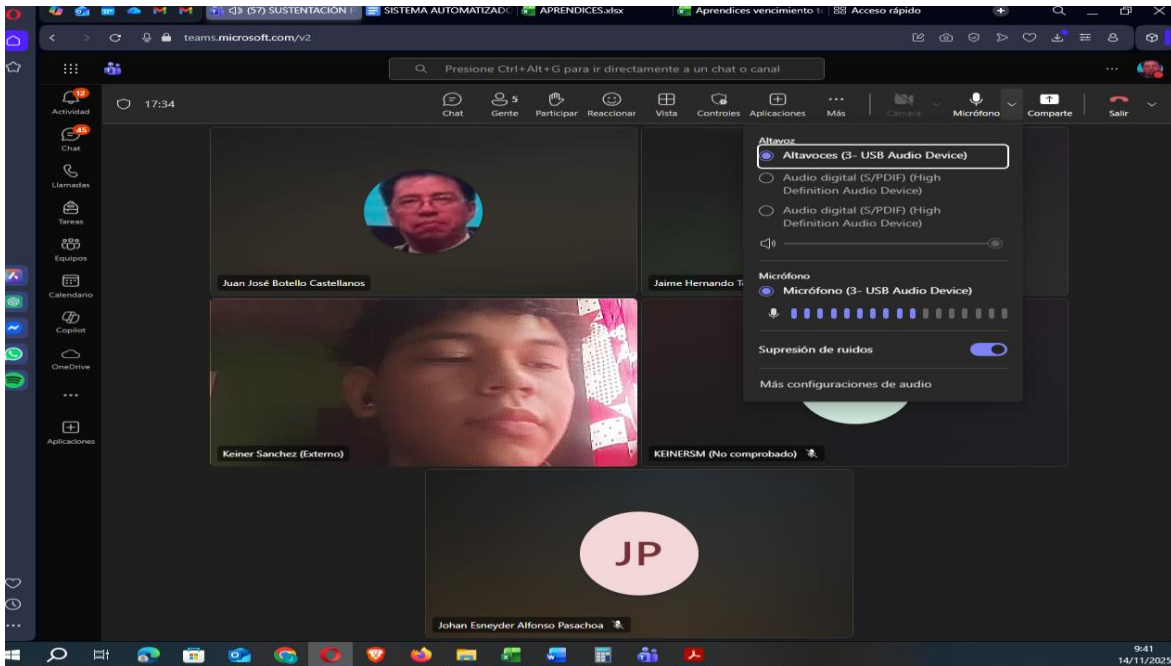 (57) SUSTENTACIÓN P
SISTEMA AUTOMATIZADO
APRENDICES.xlsx
Aprendices vencimiento t
Acceso rápido
teams.microsoft.com/v2
Presione Ctrl+Alt+G para ir directamente a un chat o canal
12
Actividad
17:34
Chat
5
Gente
Participar
Reaccionar
Vista
Controles
Aplicaciones
Más
Cámara
Micrófono
Comparte
Salir
45
Chat
Llamadas
Tareas
Equipos
Calendario
Copilot
OneDrive
Aplicaciones
Altavoz
Altavoces (3- USB Audio Device)
Audio digital (S/PDIF) (High
Definition Audio Device)
Audio digital (S/PDIF) (High
Definition Audio Device)
Micrófono
Micrófono (3- USB Audio Device)
Supresión de ruidos
Más configuraciones de audio
Juan José Botello Castellanos
Jaime Hernando T
Keiner Sanchez (Externo)
KEINERSM (No comprobado)
JP
Johan Esneyder Alfonso Pasachoa
9:41
14/11/2025